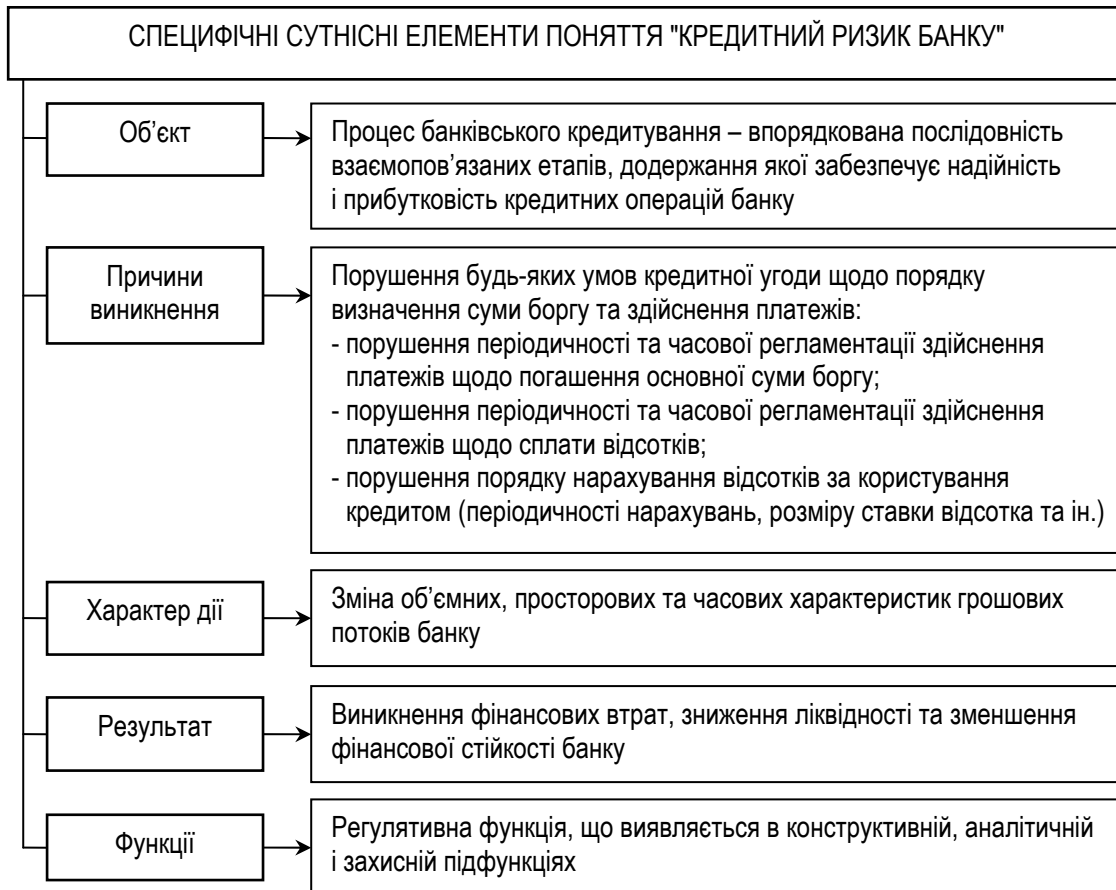 СПЕЦИФІЧНІ СУТНІСНІ ЕЛЕМЕНТИ ПОНЯТТЯ "КРЕДИТНИЙ РИЗИК БАНКУ"
Об’єкт
Процес банківського кредитування – впорядкована послідовність
взаємопов’язаних етапів, додержання якої забезпечує надійність
і прибутковість кредитних операцій банку
Причини
виникнення
Порушення будь-яких умов кредитної угоди щодо порядку
визначення суми боргу та здійснення платежів:
- порушення періодичності та часової регламентації здійснення
платежів щодо погашення основної суми боргу;
- порушення періодичності та часової регламентації здійснення
платежів щодо сплати відсотків;
- порушення порядку нарахування відсотків за користування
кредитом (періодичності нарахувань, розміру ставки відсотка та ін.)
Характер дії
Зміна об’ємних, просторових та часових характеристик грошових
потоків банку
Результат
Виникнення фінансових втрат, зниження ліквідності та зменшення
фінансової стійкості банку
Функції
Регулятивна функція, що виявляється в конструктивній, аналітичній
і захисній підфункціях